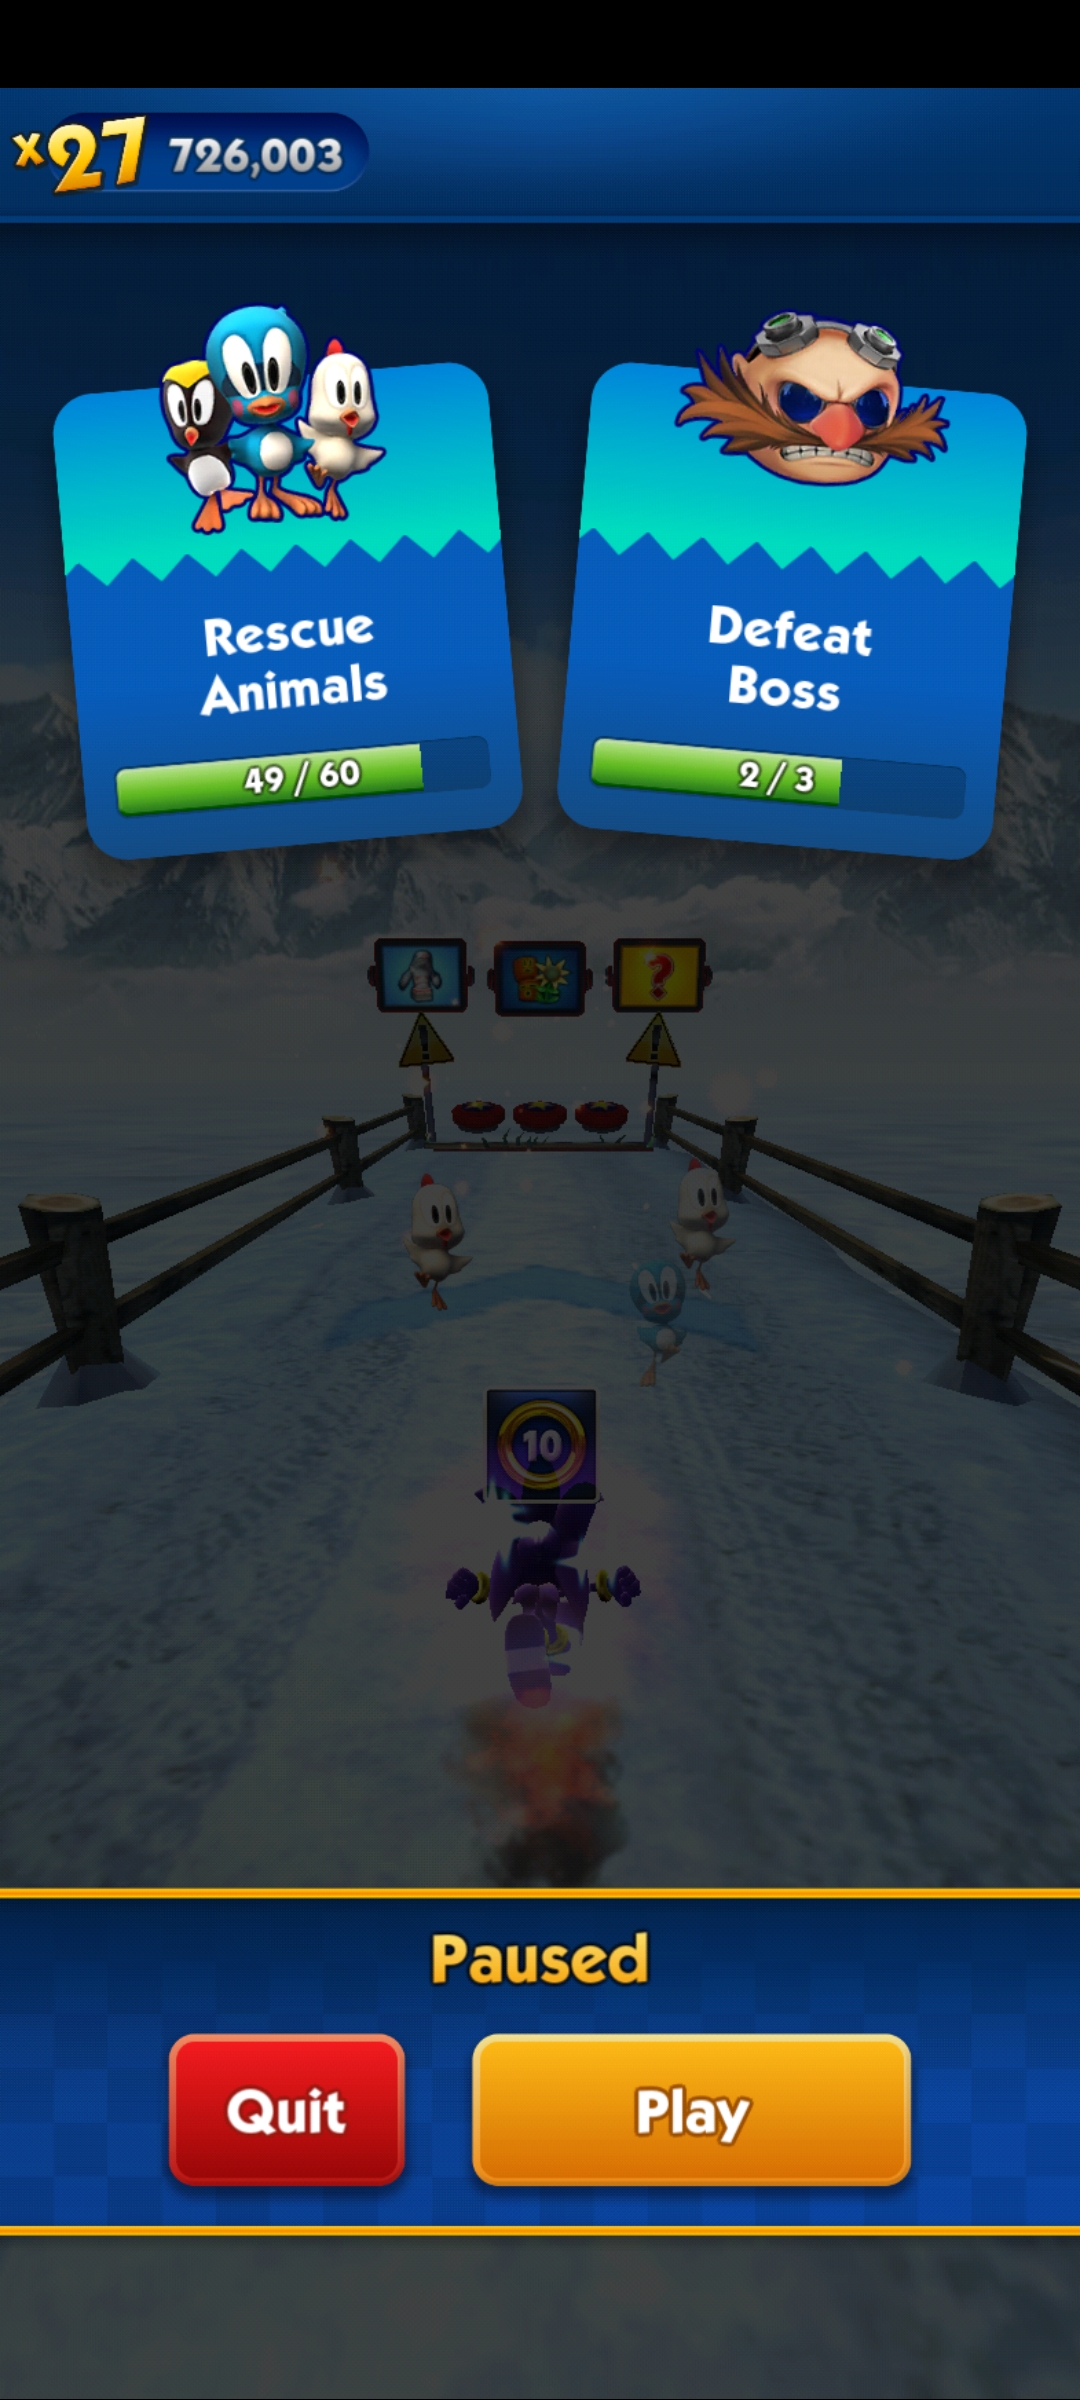 x27 726,003
Rescue
Animals
49 / 60
Defeat
Boss
2 / 3
?
!
!
10
Paused
Quit
Play